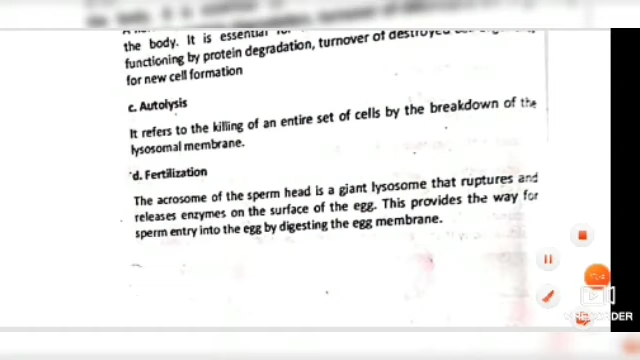 the body. It is essential
functioning by protein degradation, turnover of destroyed
for new cell formation
c. Autolysis
It refers to the killing of an entire set of cells by the breakdown of the
lysosomal membrane.
d. Fertilization
The acrosome of the sperm head is a giant lysosome that ruptures and
releases enzymes on the surface of the egg. This provides the way for
sperm entry into the egg by digesting the egg membrane.
RECORDER